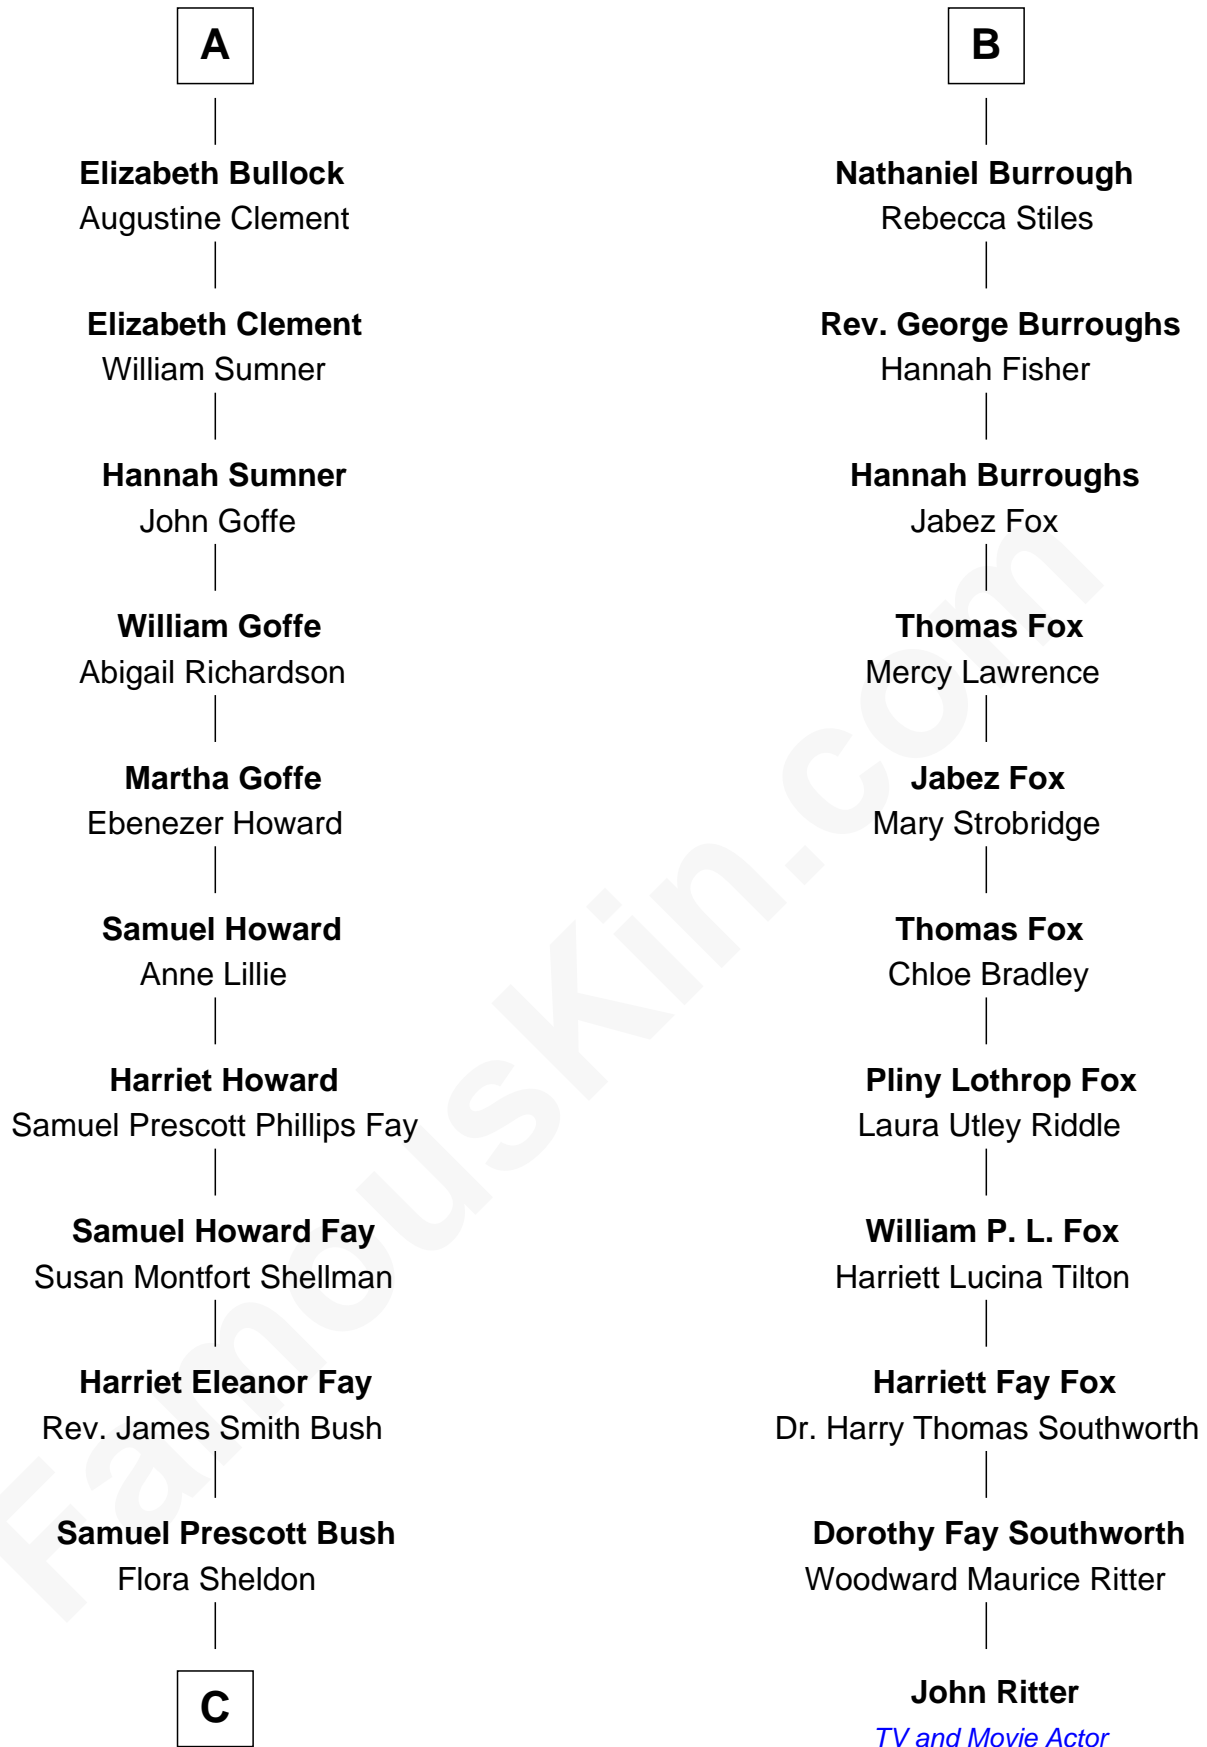 A
Elizabeth Bullock
Augustine Clement
Elizabeth Clement
William Sumner
Hannah Sumner
John Goffe
William Goffe
Abigail Richardson
Martha Goffe
Ebenezer Howard
Samuel Howard
Anne Lillie
Harriet Howard
Samuel Prescott Phillips Fay
Samuel Howard Fay
Susan Montfort Shellman
Harriet Eleanor Fay
Rev. James Smith Bush
Samuel Prescott Bush
Flora Sheldon
C
B
Nathaniel Burrough
Rebecca Stiles
Rev. George Burroughs
Hannah Fisher
Hannah Burroughs
Jabez Fox
Thomas Fox
Mercy Lawrence
Jabez Fox
Mary Strobridge
Thomas Fox
Chloe Bradley
Pliny Lothrop Fox
Laura Utley Riddle
William P. L. Fox
Harriett Lucina Tilton
Harriett Fay Fox
Dr. Harry Thomas Southworth
Dorothy Fay Southworth
Woodward Maurice Ritter
John Ritter
TV and Movie Actor
FamousKin.com